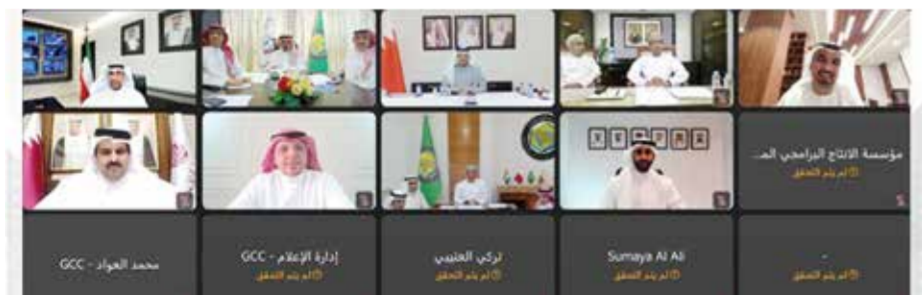 مؤسسة الانتاج البرامجي المـ...
لم يتم التحقق
محمد العواد - GCC
إدارة الإعلام - GCC
لم يتم التحقق
تركي العتيبي
لم يتم التحقق
Sumaya Al Ali
لم يتم التحقق
-
لم يتم التحقق